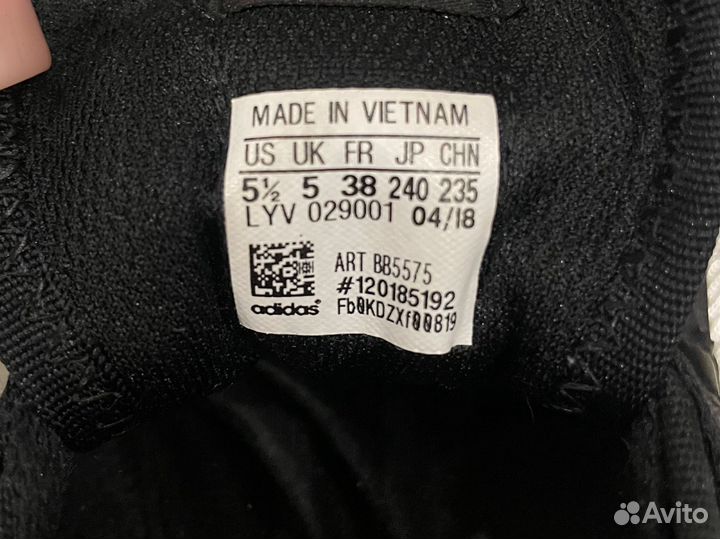 MADE IN VIETNAM
US UK FR JP CHN
5½ 5 38 240 235
LYV 029001 04/18
ART BB5575
#120185192
Fb0KDZXf00819
adidas
Avito